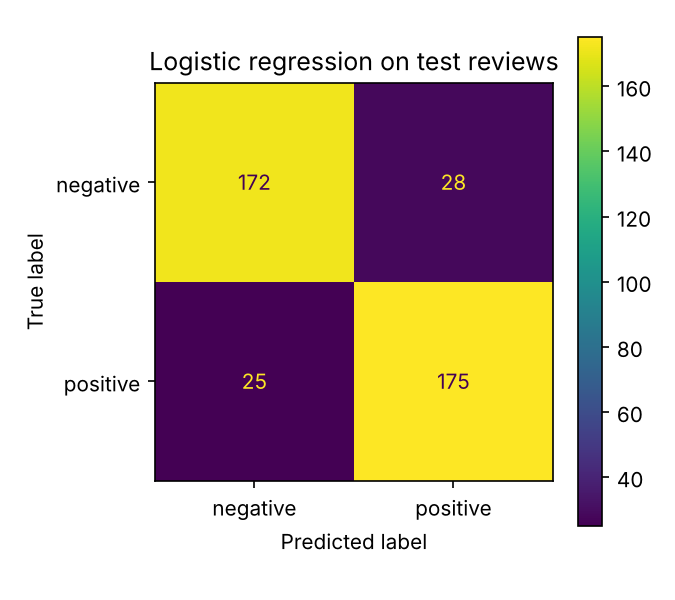 Logistic regression on test reviews
True label
negative
172
28
positive
25
175
negative
positive
Predicted label
160
140
120
100
80
60
40